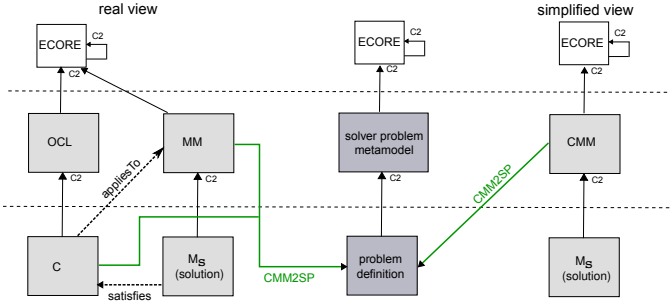 real view
simplified view
ECORE
C2
ECORE
C2
ECORE
C2
C2
C2
C2
C2
OCL
MM
solver problem
metamodel
CMM
appliesTo
C2
C2
C2
C2
CMM2SP
C
MS
(solution)
CMM2SP
problem
definition
MS
(solution)
satisfies